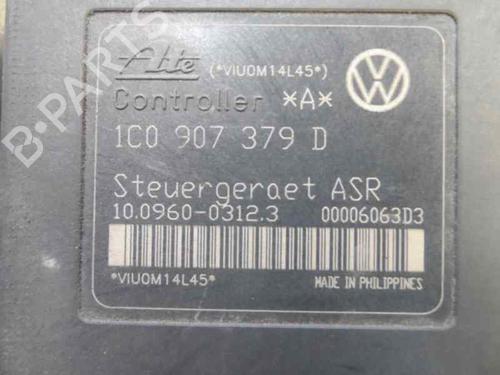 B-PARTS
Ate (*VIUOM14L45*)
Controller *A*
1C0 907 379 D
Steuergeraet ASR
10.0960-0312.3 00006063D3
*VIUOM14L45* MADE IN PHILIPPINES